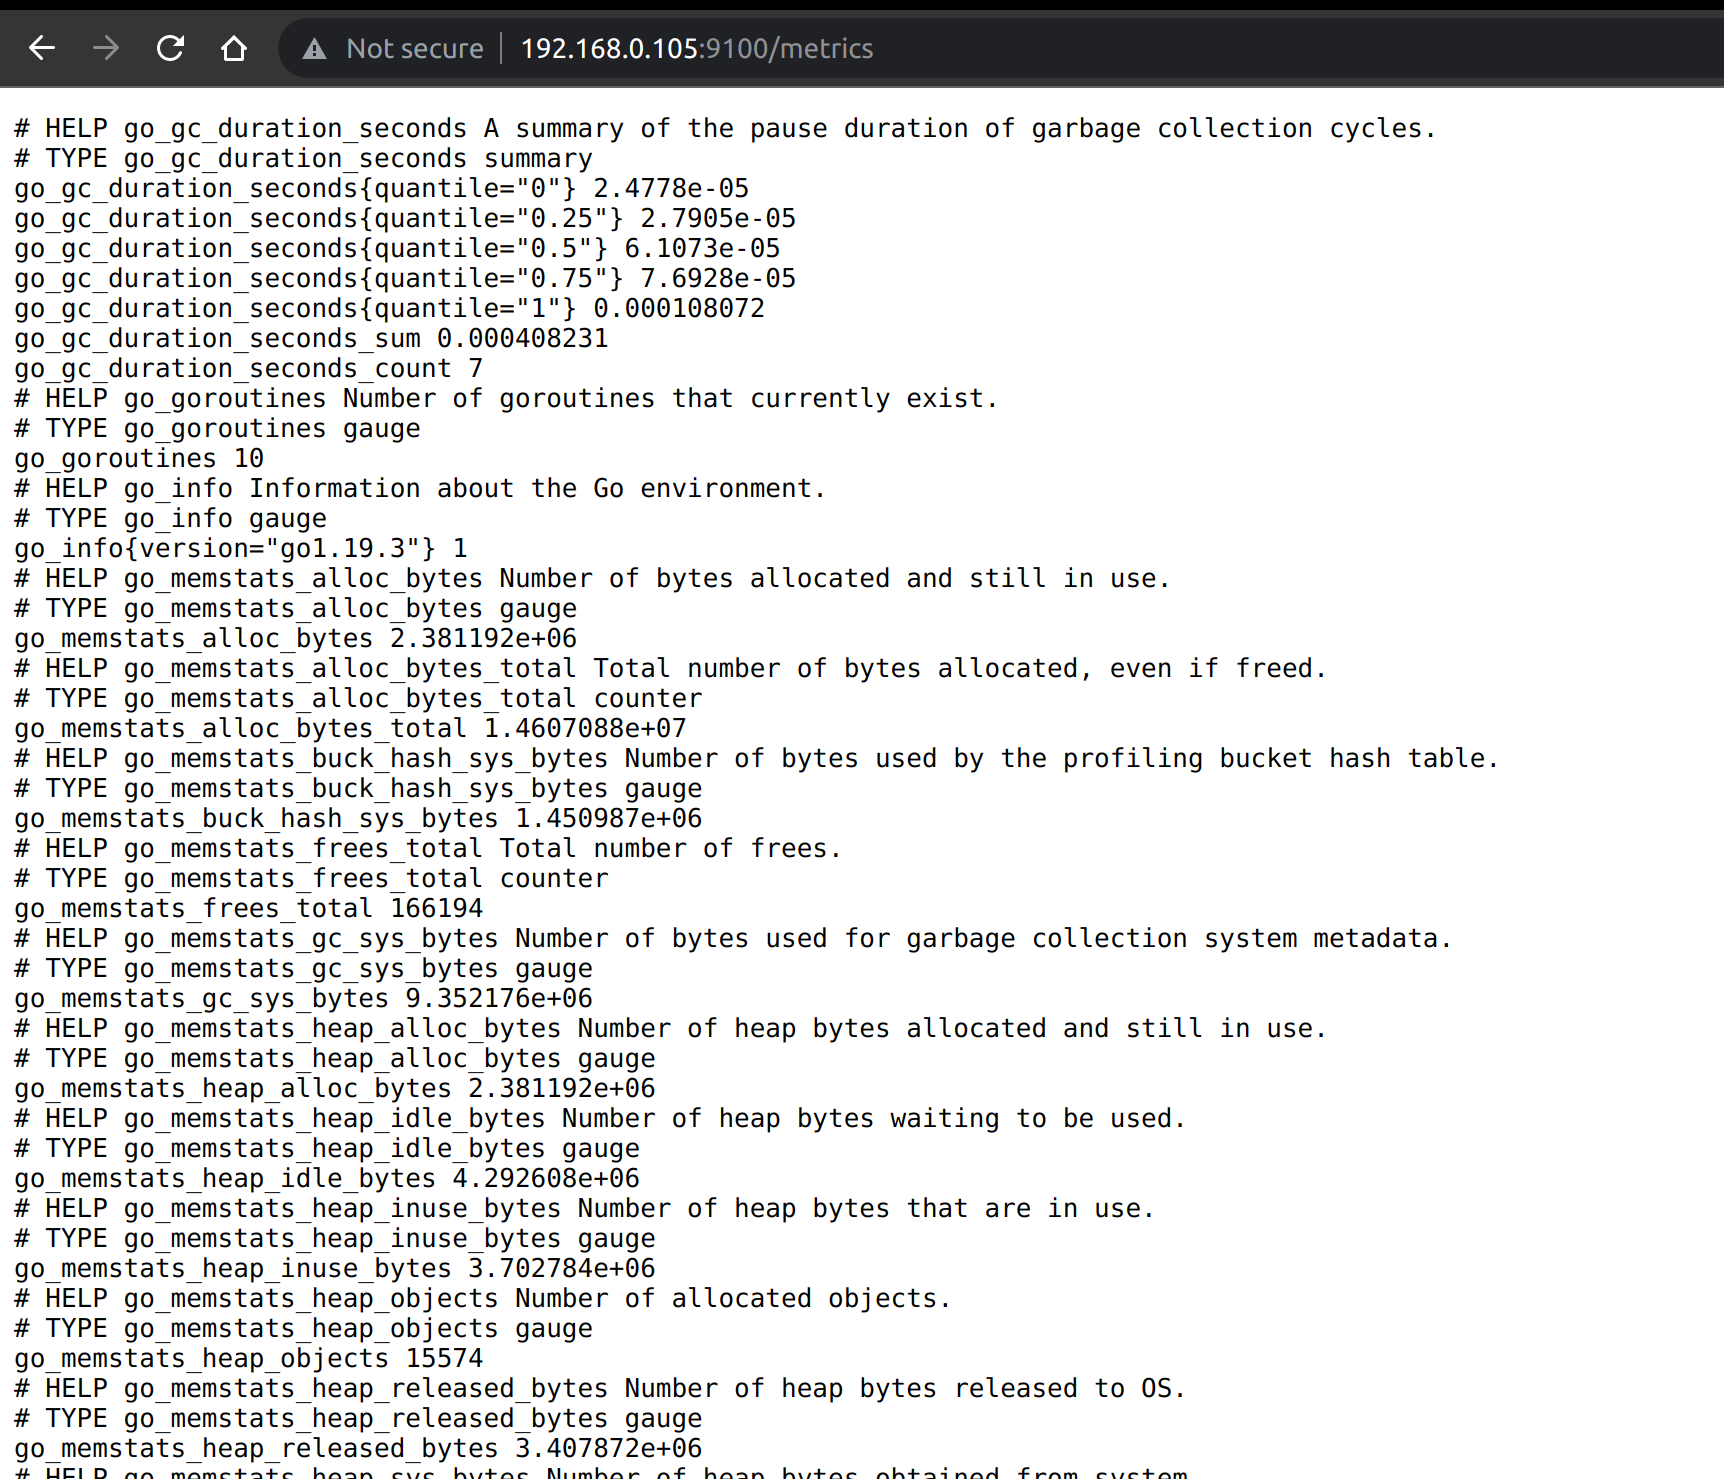 Not secure 192.168.0.105:9100/metrics
# HELP go_gc_duration_seconds A summary of the pause duration of garbage collection cycles.
# TYPE go_gc_duration_seconds summary
go_gc_duration_seconds{quantile="0"} 2.4778e-05
go_gc_duration_seconds{quantile="0.25"} 2.7905e-05
go_gc_duration_seconds{quantile="0.5"} 6.1073e-05
go_gc_duration_seconds{quantile="0.75"} 7.6928e-05
go_gc_duration_seconds{quantile="1"} 0.000108072
go_gc_duration_seconds_sum 0.000408231
go_gc_duration_seconds_count 7
# HELP go_goroutines Number of goroutines that currently exist.
# TYPE go_goroutines gauge
go_goroutines 10
# HELP go_info Information about the Go environment.
# TYPE go_info gauge
go_info{version="go1.19.3"} 1
# HELP go_memstats_alloc_bytes Number of bytes allocated and still in use.
# TYPE go_memstats_alloc_bytes gauge
go_memstats_alloc_bytes 2.381192e+06
# HELP go_memstats_alloc_bytes_total Total number of bytes allocated, even if freed.
# TYPE go_memstats_alloc_bytes_total counter
go_memstats_alloc_bytes_total 1.4607088e+07
# HELP go_memstats_buck_hash_sys_bytes Number of bytes used by the profiling bucket hash table.
# TYPE go_memstats_buck_hash_sys_bytes gauge
go_memstats_buck_hash_sys_bytes 1.450987e+06
# HELP go_memstats_frees_total Total number of frees.
# TYPE go_memstats_frees_total counter
go_memstats_frees_total 166194
# HELP go_memstats_gc_sys_bytes Number of bytes used for garbage collection system metadata.
# TYPE go_memstats_gc_sys_bytes gauge
go_memstats_gc_sys_bytes 9.352176e+06
# HELP go_memstats_heap_alloc_bytes Number of heap bytes allocated and still in use.
# TYPE go_memstats_heap_alloc_bytes gauge
go_memstats_heap_alloc_bytes 2.381192e+06
# HELP go_memstats_heap_idle_bytes Number of heap bytes waiting to be used.
# TYPE go_memstats_heap_idle_bytes gauge
go_memstats_heap_idle_bytes 4.292608e+06
# HELP go_memstats_heap_inuse_bytes Number of heap bytes that are in use.
# TYPE go_memstats_heap_inuse_bytes gauge
go_memstats_heap_inuse_bytes 3.702784e+06
# HELP go_memstats_heap_objects Number of allocated objects.
# TYPE go_memstats_heap_objects gauge
go_memstats_heap_objects 15574
# HELP go_memstats_heap_released_bytes Number of heap bytes released to OS.
# TYPE go_memstats_heap_released_bytes gauge
go_memstats_heap_released_bytes 3.407872e+06
# HELP go_memstats_heap_sys_bytes Number of heap bytes obtained from system